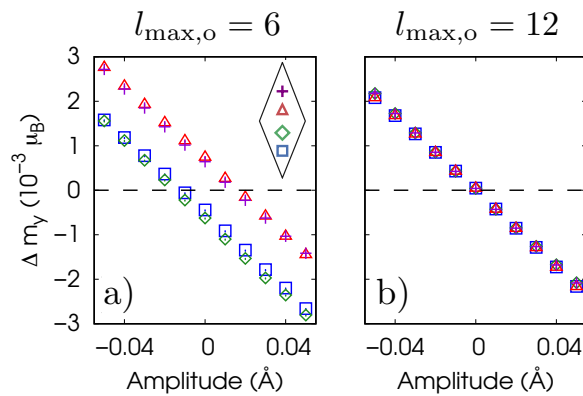 l_max,o = 6
l_max,o = 12
Δ m_y (10⁻³ μ_B)
3
2
1
0
−1
−2
−3
a)
b)
−0.04 0 0.04
−0.04 0 0.04
Amplitude (Å)
Amplitude (Å)